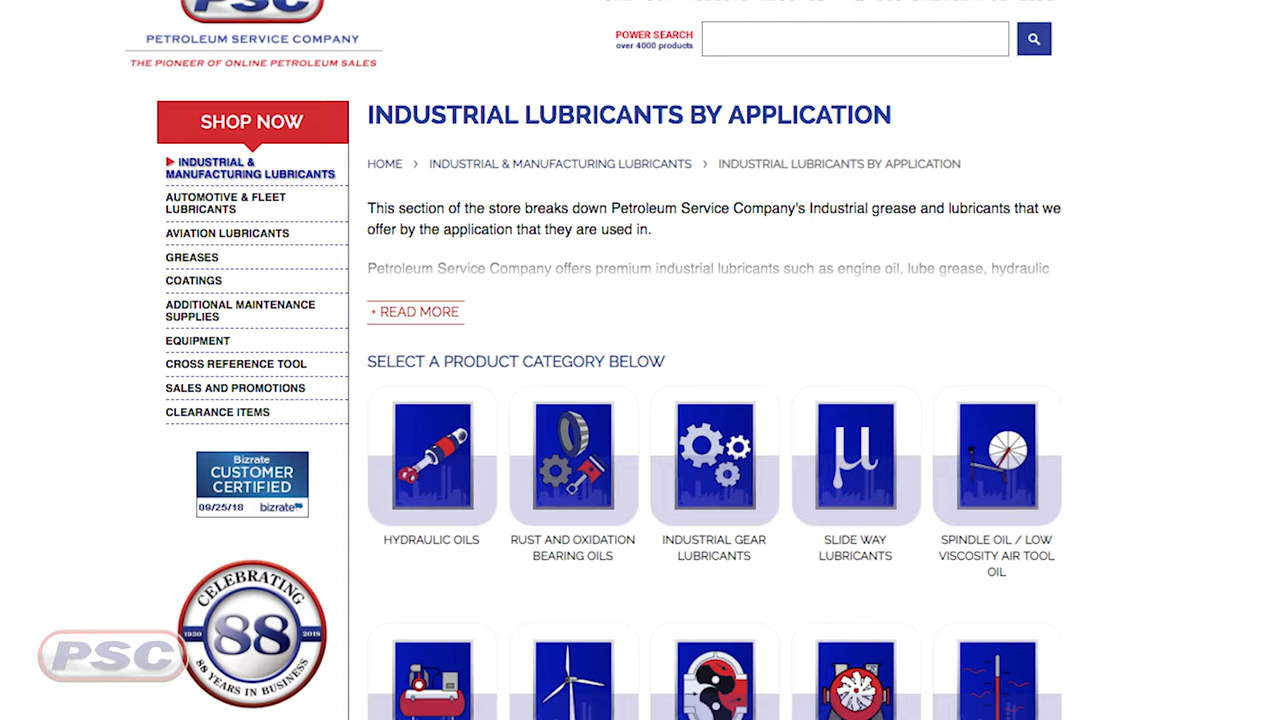 PSC
PETROLEUM SERVICE COMPANY
THE PIONEER OF ONLINE PETROLEUM SALES
POWER SEARCH
over 4000 products
SHOP NOW
INDUSTRIAL &
MANUFACTURING LUBRICANTS
AUTOMOTIVE & FLEET
LUBRICANTS
AVIATION LUBRICANTS
GREASES
COATINGS
ADDITIONAL MAINTENANCE
SUPPLIES
EQUIPMENT
CROSS REFERENCE TOOL
SALES AND PROMOTIONS
CLEARANCE ITEMS
Bizrate
CUSTOMER
CERTIFIED
09/25/18 bizrate
CELEBRATING
1930 88 2018
88 YEARS IN BUSINESS
PSC
INDUSTRIAL LUBRICANTS BY APPLICATION
HOME > INDUSTRIAL & MANUFACTURING LUBRICANTS > INDUSTRIAL LUBRICANTS BY APPLICATION
This section of the store breaks down Petroleum Service Company's Industrial grease and lubricants that we
offer by the application that they are used in.
Petroleum Service Company offers premium industrial lubricants such as engine oil, lube grease, hydraulic
+ READ MORE
SELECT A PRODUCT CATEGORY BELOW
µ
HYDRAULIC OILS
RUST AND OXIDATION
BEARING OILS
INDUSTRIAL GEAR
LUBRICANTS
SLIDE WAY
LUBRICANTS
SPINDLE OIL / LOW
VISCOSITY AIR TOOL
OIL